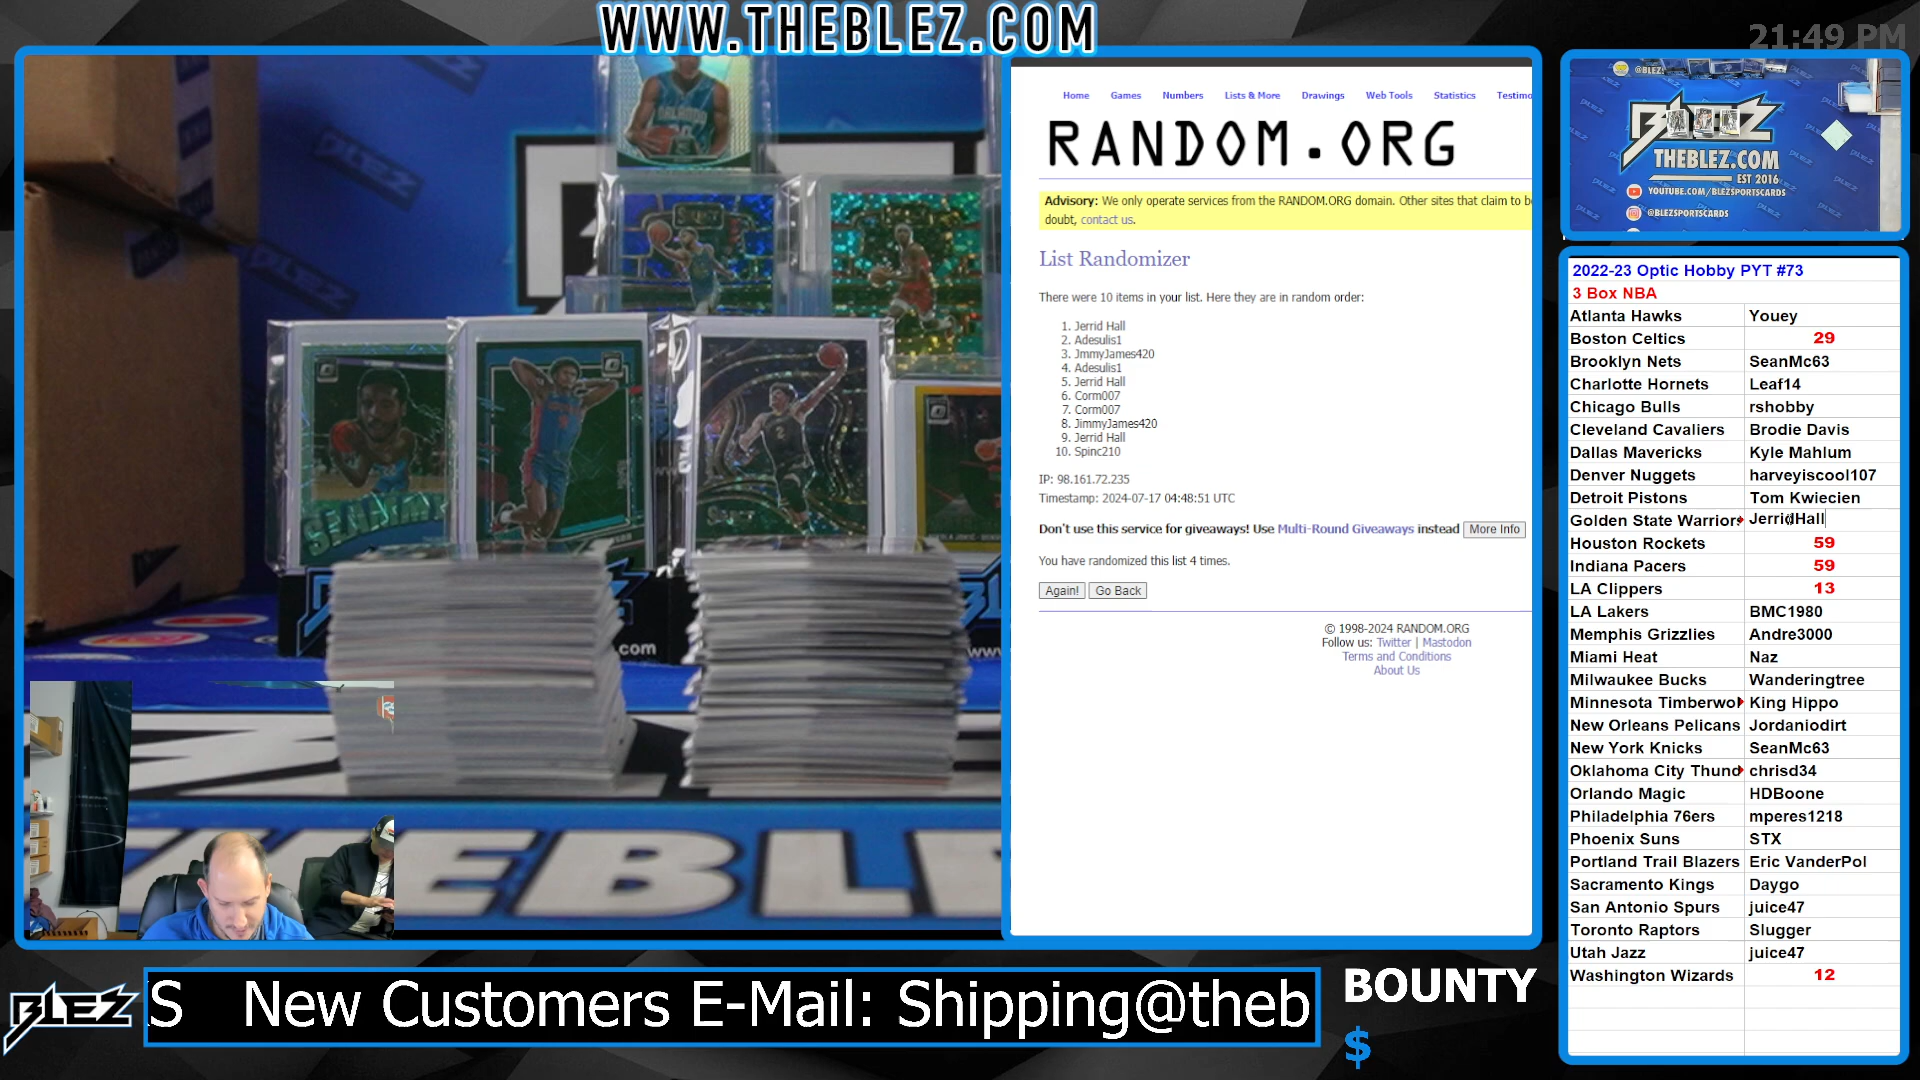 WWW.THEBLEZ.COM
21:49 PM
Home Games Numbers Lists & More Drawings Web Tools Statistics Testimo
RANDOM.ORG
Advisory: We only operate services from the RANDOM.ORG domain. Other sites that claim to b
doubt, contact us.
List Randomizer
There were 10 items in your list. Here they are in random order:
1. Jerrid Hall
2. Adesulis1
3. JmmyJames420
4. Adesulis1
5. Jerrid Hall
6. Corm007
7. Corm007
8. JimmyJames420
9. Jerrid Hall
10. Spinc210
IP: 98.161.72.235
Timestamp: 2024-07-17 04:48:51 UTC
Don't use this service for giveaways! Use Multi-Round Giveaways instead More Info
You have randomized this list 4 times.
Again! Go Back
© 1998-2024 RANDOM.ORG
Follow us: Twitter | Mastodon
Terms and Conditions
About Us
@BLEZ
BLEZ
THEBLEZ.COM
EST 2016
YOUTUBE.COM/BLEZSPORTSCARDS
@BLEZSPORTSCARDS
2022-23 Optic Hobby PYT #73
3 Box NBA
Atlanta Hawks Youey
Boston Celtics 29
Brooklyn Nets SeanMc63
Charlotte Hornets Leaf14
Chicago Bulls rshobby
Cleveland Cavaliers Brodie Davis
Dallas Mavericks Kyle Mahlum
Denver Nuggets harveyiscool107
Detroit Pistons Tom Kwiecien
Golden State Warriors JerridHall
Houston Rockets 59
Indiana Pacers 59
LA Clippers 13
LA Lakers BMC1980
Memphis Grizzlies Andre3000
Miami Heat Naz
Milwaukee Bucks Wanderingtree
Minnesota Timberwol King Hippo
New Orleans Pelicans Jordaniodirt
New York Knicks SeanMc63
Oklahoma City Thund chrisd34
Orlando Magic HDBoone
Philadelphia 76ers mperes1218
Phoenix Suns STX
Portland Trail Blazers Eric VanderPol
Sacramento Kings Daygo
San Antonio Spurs juice47
Toronto Raptors Slugger
Utah Jazz juice47
Washington Wizards 12
ORLANDO
BLEZ
.com
www
HEBL
BLEZ
S New Customers E-Mail: Shipping@theb
BOUNTY
$